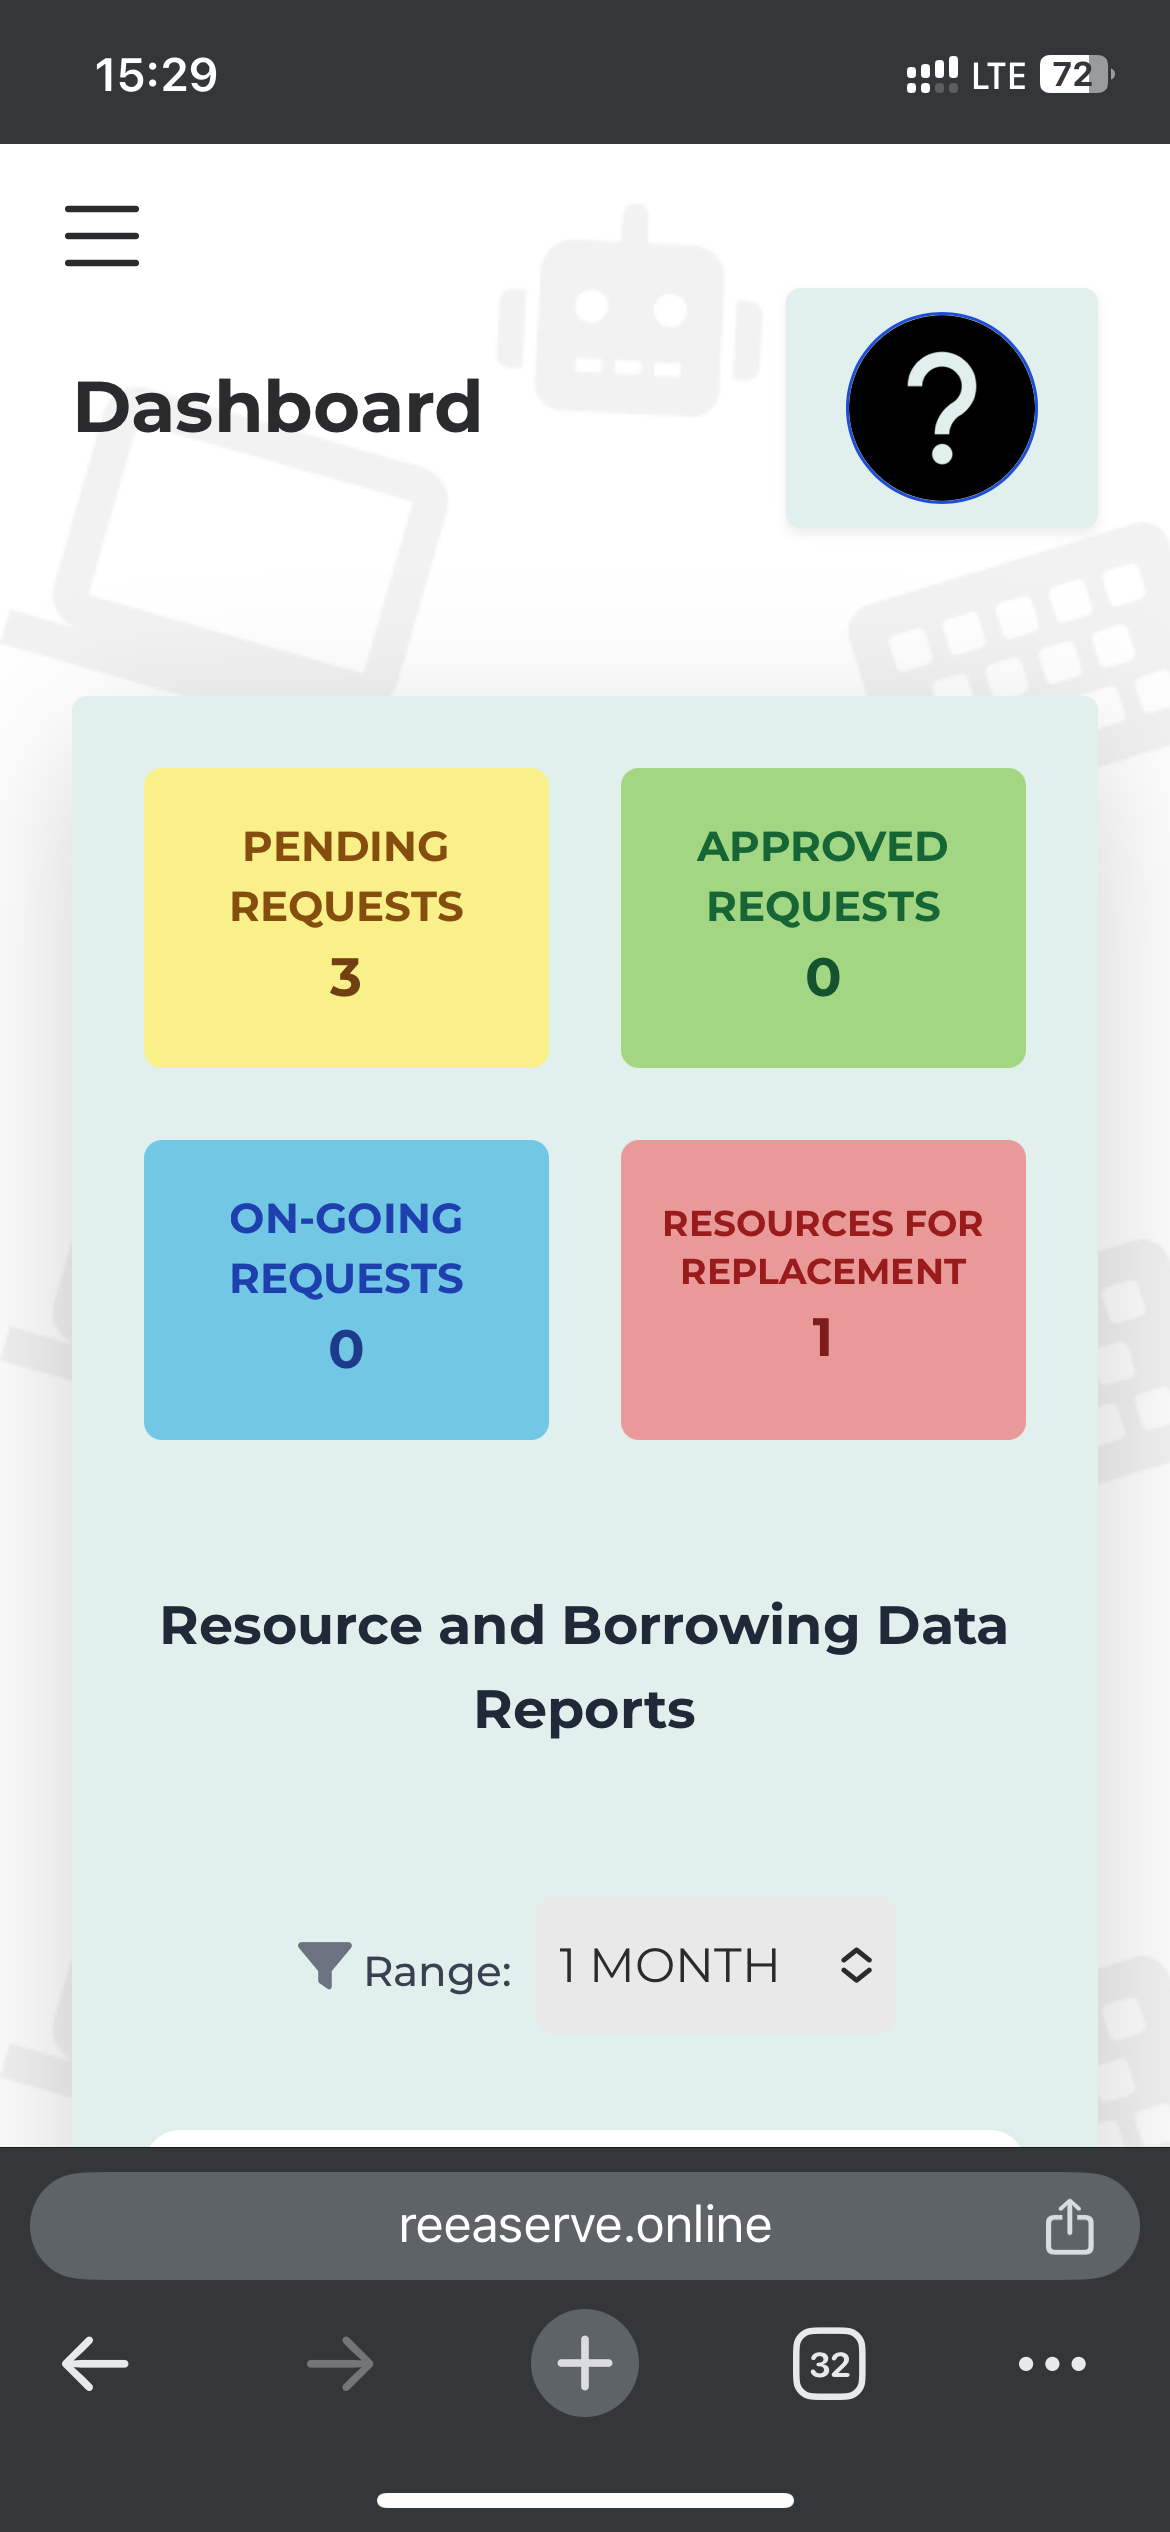 15:29
LTE 72
Dashboard
?
PENDING
REQUESTS
3
APPROVED
REQUESTS
0
ON-GOING
REQUESTS
0
RESOURCES FOR
REPLACEMENT
1
Resource and Borrowing Data
Reports
Range: 1 MONTH
reeaserve.online
32